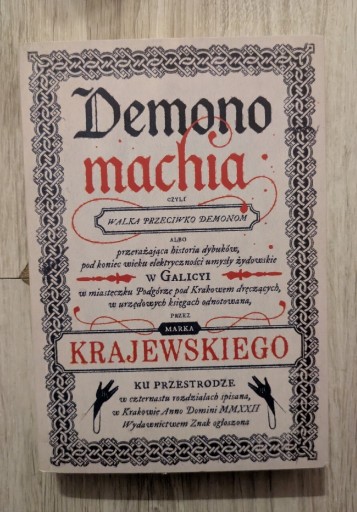 Demono
machia
CZYLI
WALKA PRZECIWKO DEMONOM
ALBO
przerażająca historia dybuków,
pod koniec wieku elektryczności umysły żydowskie
W GALICYI
w miasteczku Podgórze pod Krakowem dręczących,
w urzędowych księgach odnotowana,
PRZEZ
MARKA
KRAJEWSKIEGO
KU PRZESTRODZE
w czternastu rozdziałach spisana,
w Krakowie Anno Domini MMXXII
Wydawnictwem Znak ogłoszona